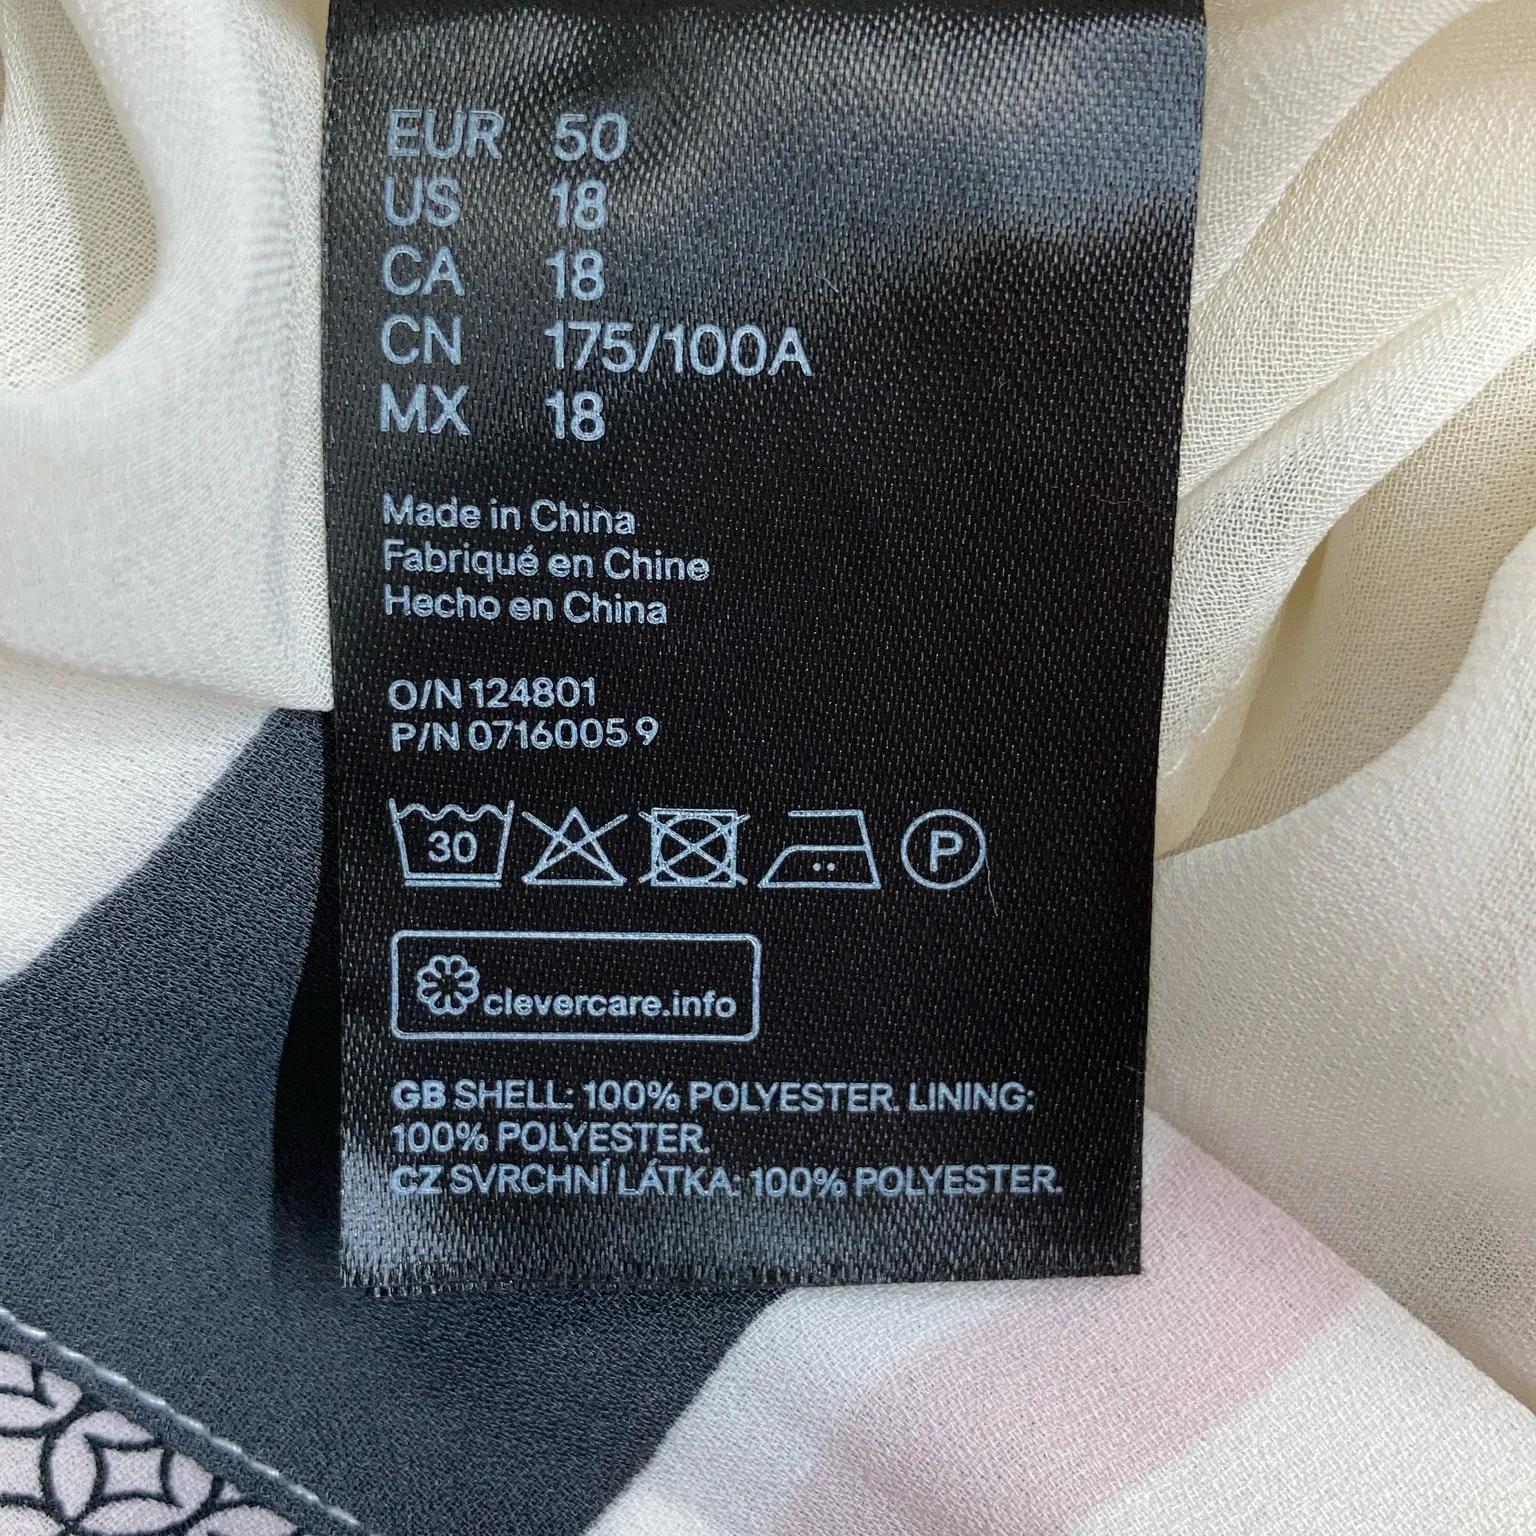 EUR 50
US 18
CA 18
CN 175/100A
MX 18
Made in China
Fabriqué en Chine
Hecho en China
O/N 124801
P/N 0716005 9
30
P
clevercare.info
GB SHELL: 100% POLYESTER. LINING:
100% POLYESTER.
CZ SVRCHNÍ LÁTKA: 100% POLYESTER.